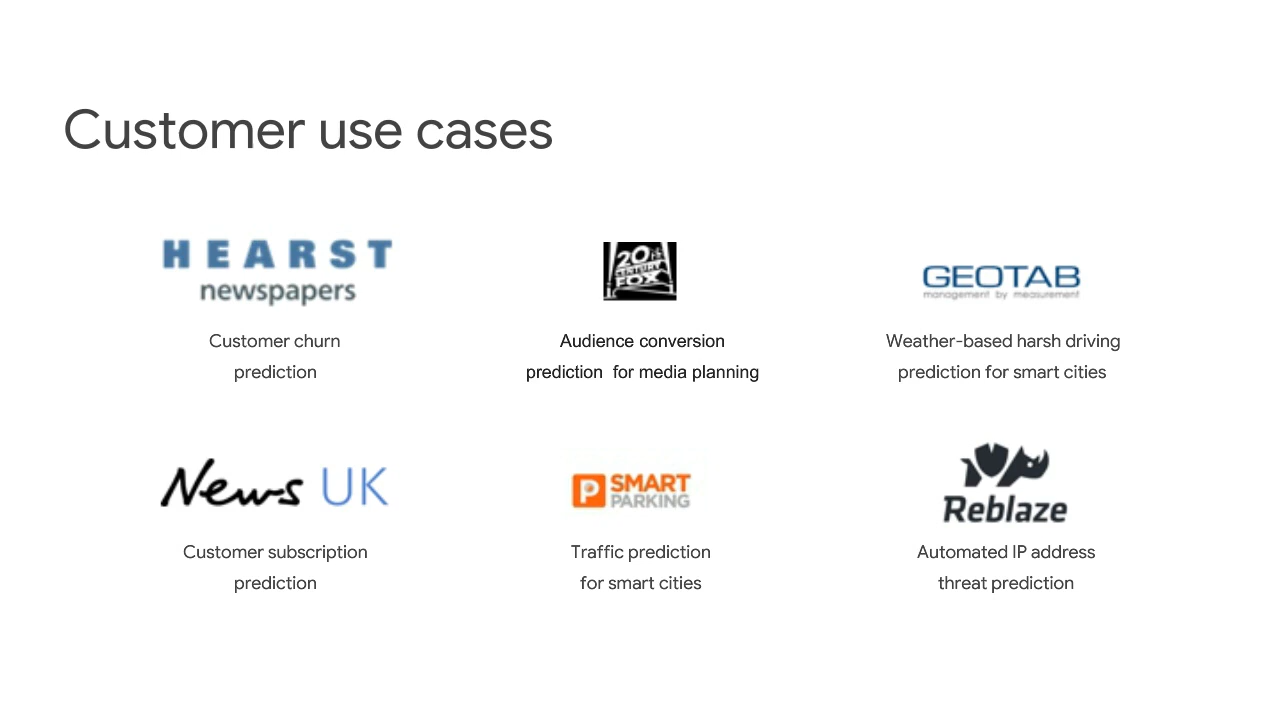 Customer use cases
HEARST
newspapers
Customer churn
prediction
20th
CENTURY
FOX
Audience conversion
prediction for media planning
GEOTAB
management by measurement
Weather-based harsh driving
prediction for smart cities
News UK
Customer subscription
prediction
P SMART
PARKING
Traffic prediction
for smart cities
Reblaze
Automated IP address
threat prediction